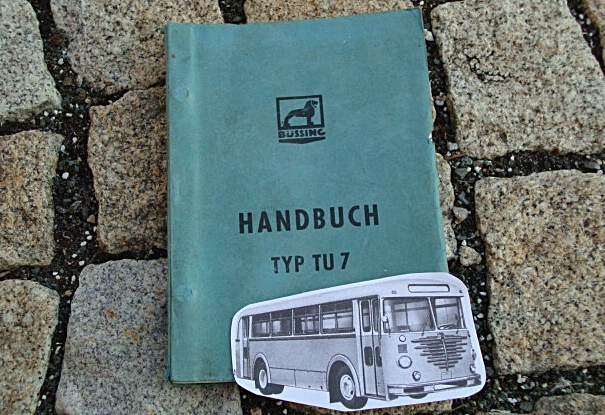 BÜSSING
HANDBUCH
TYP TU 7